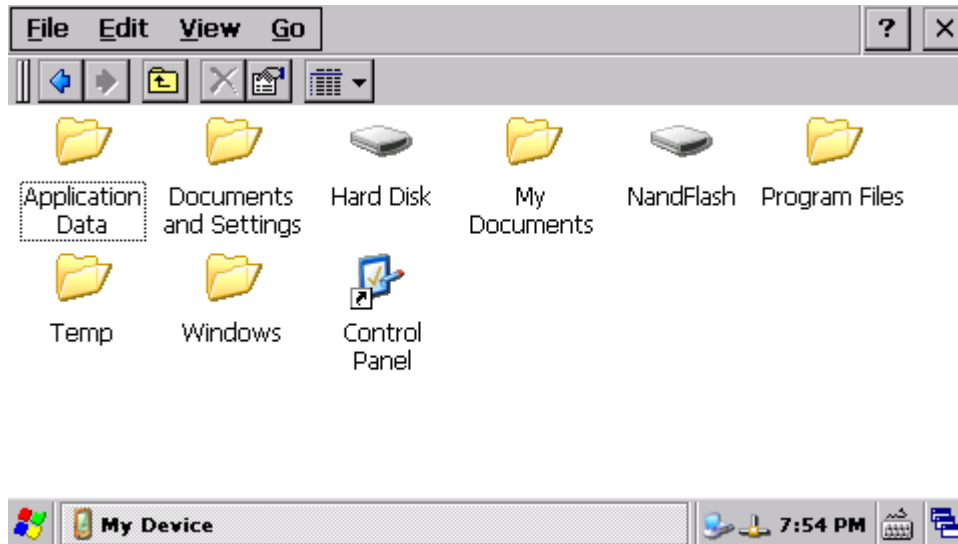 File Edit View Go ?
Application Data
Documents and Settings
Hard Disk
My Documents
NandFlash
Program Files
Temp
Windows
Control Panel
My Device
7:54 PM